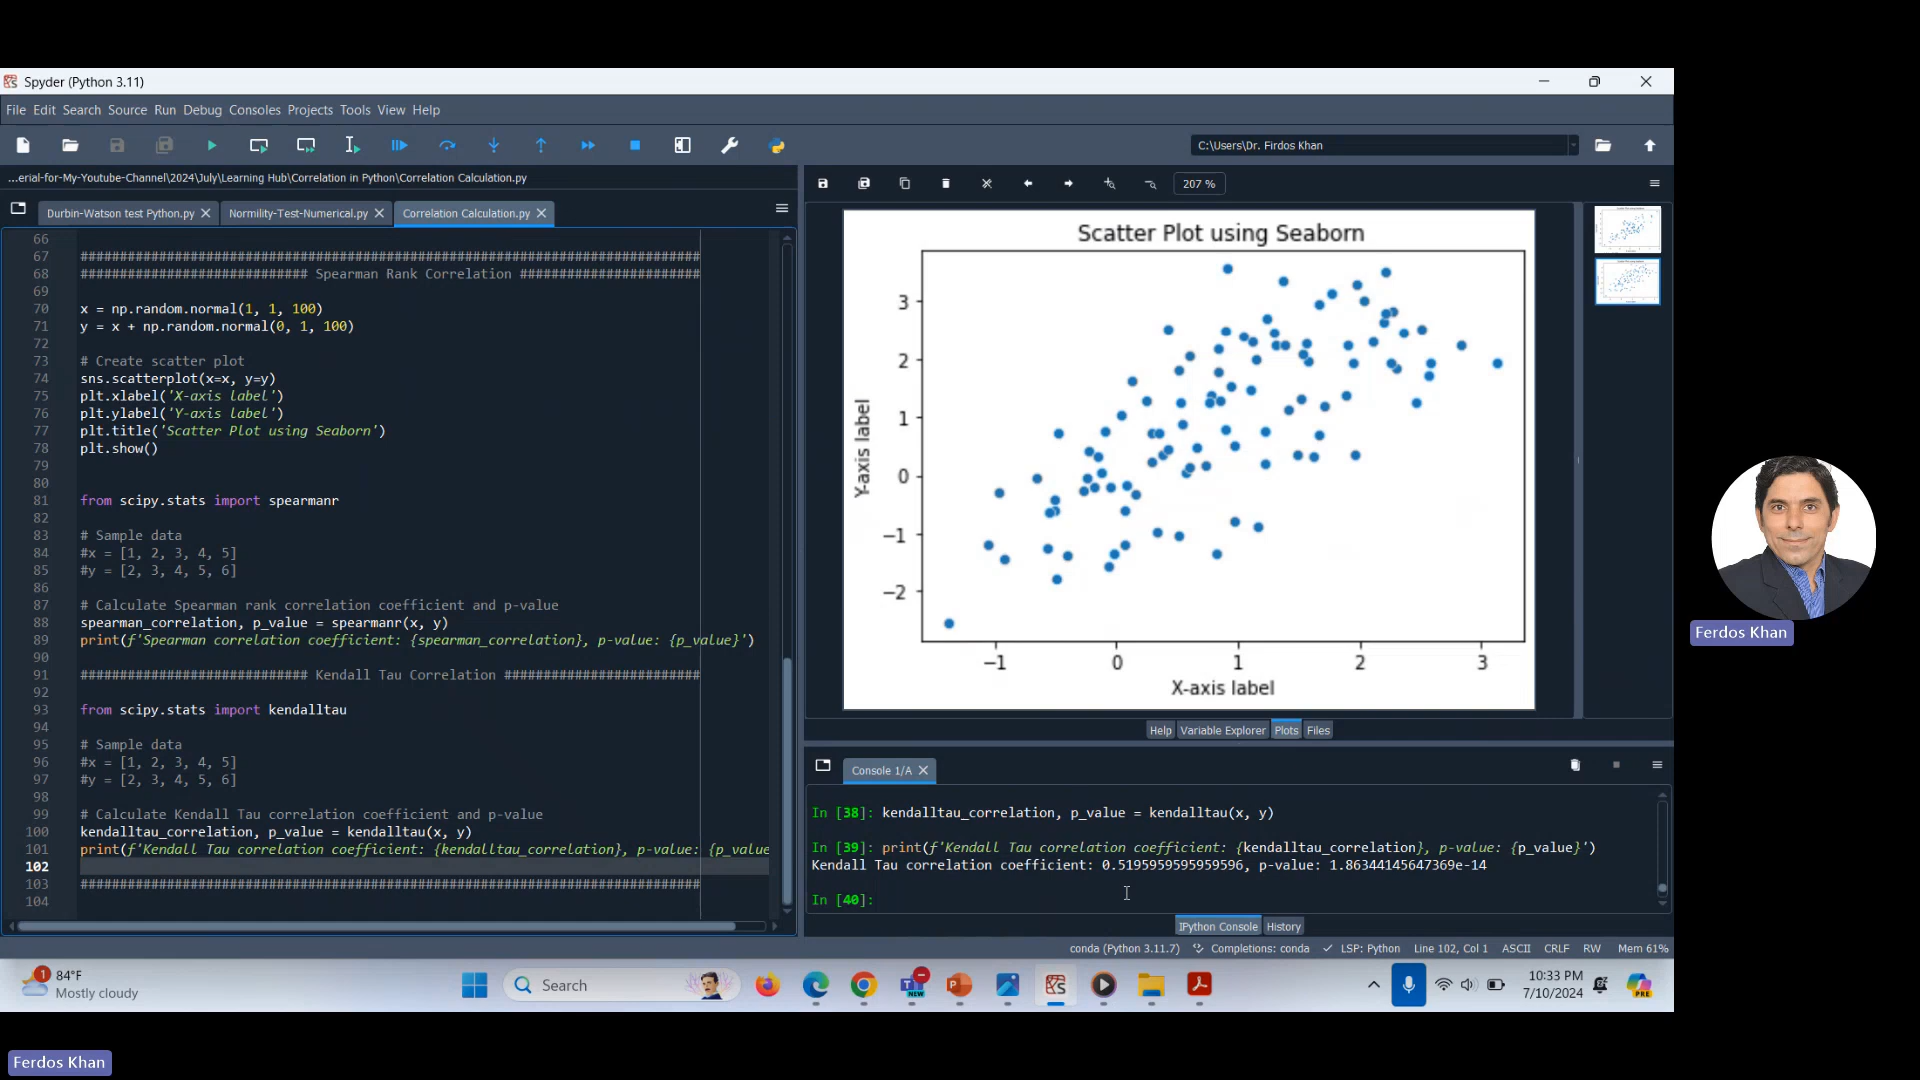 Spyder (Python 3.11)
File Edit Search Source Run Debug Consoles Projects Tools View Help
C:\Users\Dr. Firdos Khan
...erial-for-My-Youtube-Channel\2024\July\Learning Hub\Correlation in Python\Correlation Calculation.py
207 %
Durbin-Watson test Python.py
Normility-Test-Numerical.py
Correlation Calculation.py
66
67 ###############################################################################
68 ############################# Spearman Rank Correlation #######################
69
70 x = np.random.normal(1, 1, 100)
71 y = x + np.random.normal(0, 1, 100)
72
73 # Create scatter plot
74 sns.scatterplot(x=x, y=y)
75 plt.xlabel('X-axis label')
76 plt.ylabel('Y-axis label')
77 plt.title('Scatter Plot using Seaborn')
78 plt.show()
79
80
81 from scipy.stats import spearmanr
82
83 # Sample data
84 #x = [1, 2, 3, 4, 5]
85 #y = [2, 3, 4, 5, 6]
86
87 # Calculate Spearman rank correlation coefficient and p-value
88 spearman_correlation, p_value = spearmanr(x, y)
89 print(f'Spearman correlation coefficient: {spearman_correlation}, p-value: {p_value}')
90
91 ############################# Kendall Tau Correlation #########################
92
93 from scipy.stats import kendalltau
94
95 # Sample data
96 #x = [1, 2, 3, 4, 5]
97 #y = [2, 3, 4, 5, 6]
98
99 # Calculate Kendall Tau correlation coefficient and p-value
100 kendalltau_correlation, p_value = kendalltau(x, y)
101 print(f'Kendall Tau correlation coefficient: {kendalltau_correlation}, p-value: {p_value
102
103 ###############################################################################
104
Scatter Plot using Seaborn
Y-axis label
3
2
1
0
−1
−2
−1 0 1 2 3
X-axis label
Help Variable Explorer Plots Files
Console 1/A
In [38]: kendalltau_correlation, p_value = kendalltau(x, y)
In [39]: print(f'Kendall Tau correlation coefficient: {kendalltau_correlation}, p-value: {p_value}')
Kendall Tau correlation coefficient: 0.5195959595959596, p-value: 1.86344145647369e-14
In [40]:
IPython Console History
conda (Python 3.11.7) Completions: conda LSP: Python Line 102, Col 1 ASCII CRLF RW Mem 61%
1
84°F
Mostly cloudy
Search
NEW
10:33 PM
7/10/2024
PRE
Ferdos Khan
Ferdos Khan